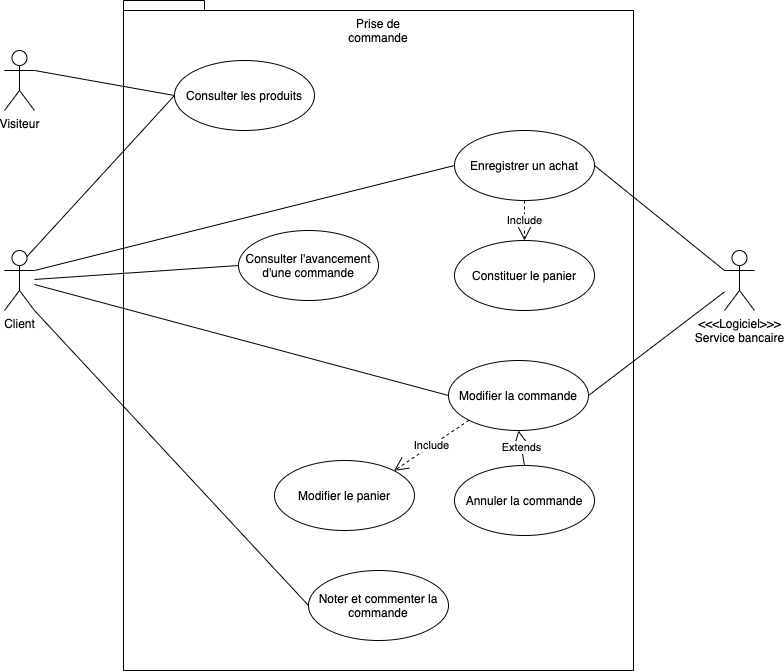 Prise de
commande
Visiteur
Consulter les produits
Enregistrer un achat
Include
Consulter l'avancement
d'une commande
Constituer le panier
Client
<<<Logiciel>>>
Service bancaire
Modifier la commande
Include
Extends
Modifier le panier
Annuler la commande
Noter et commenter la
commande